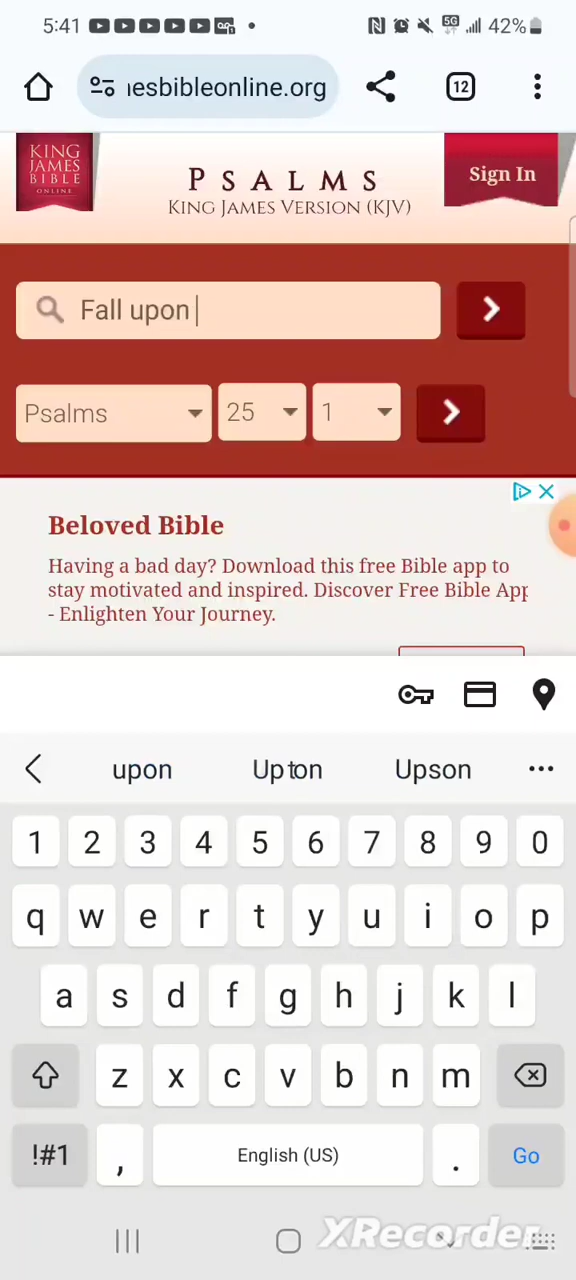 5:41
5G
42%
ıesbibleonline.org
12
KING
JAMES
BIBLE
ONLINE
PSALMS
KING JAMES VERSION (KJV)
Sign In
Fall upon
Psalms
25
1
Beloved Bible
Having a bad day? Download this free Bible app to
stay motivated and inspired. Discover Free Bible App
- Enlighten Your Journey.
upon Upton Upson
1 2 3 4 5 6 7 8 9 0
q w e r t y u i o p
a s d f g h j k l
z x c v b n m
!#1 , English (US) . Go
XRecorder